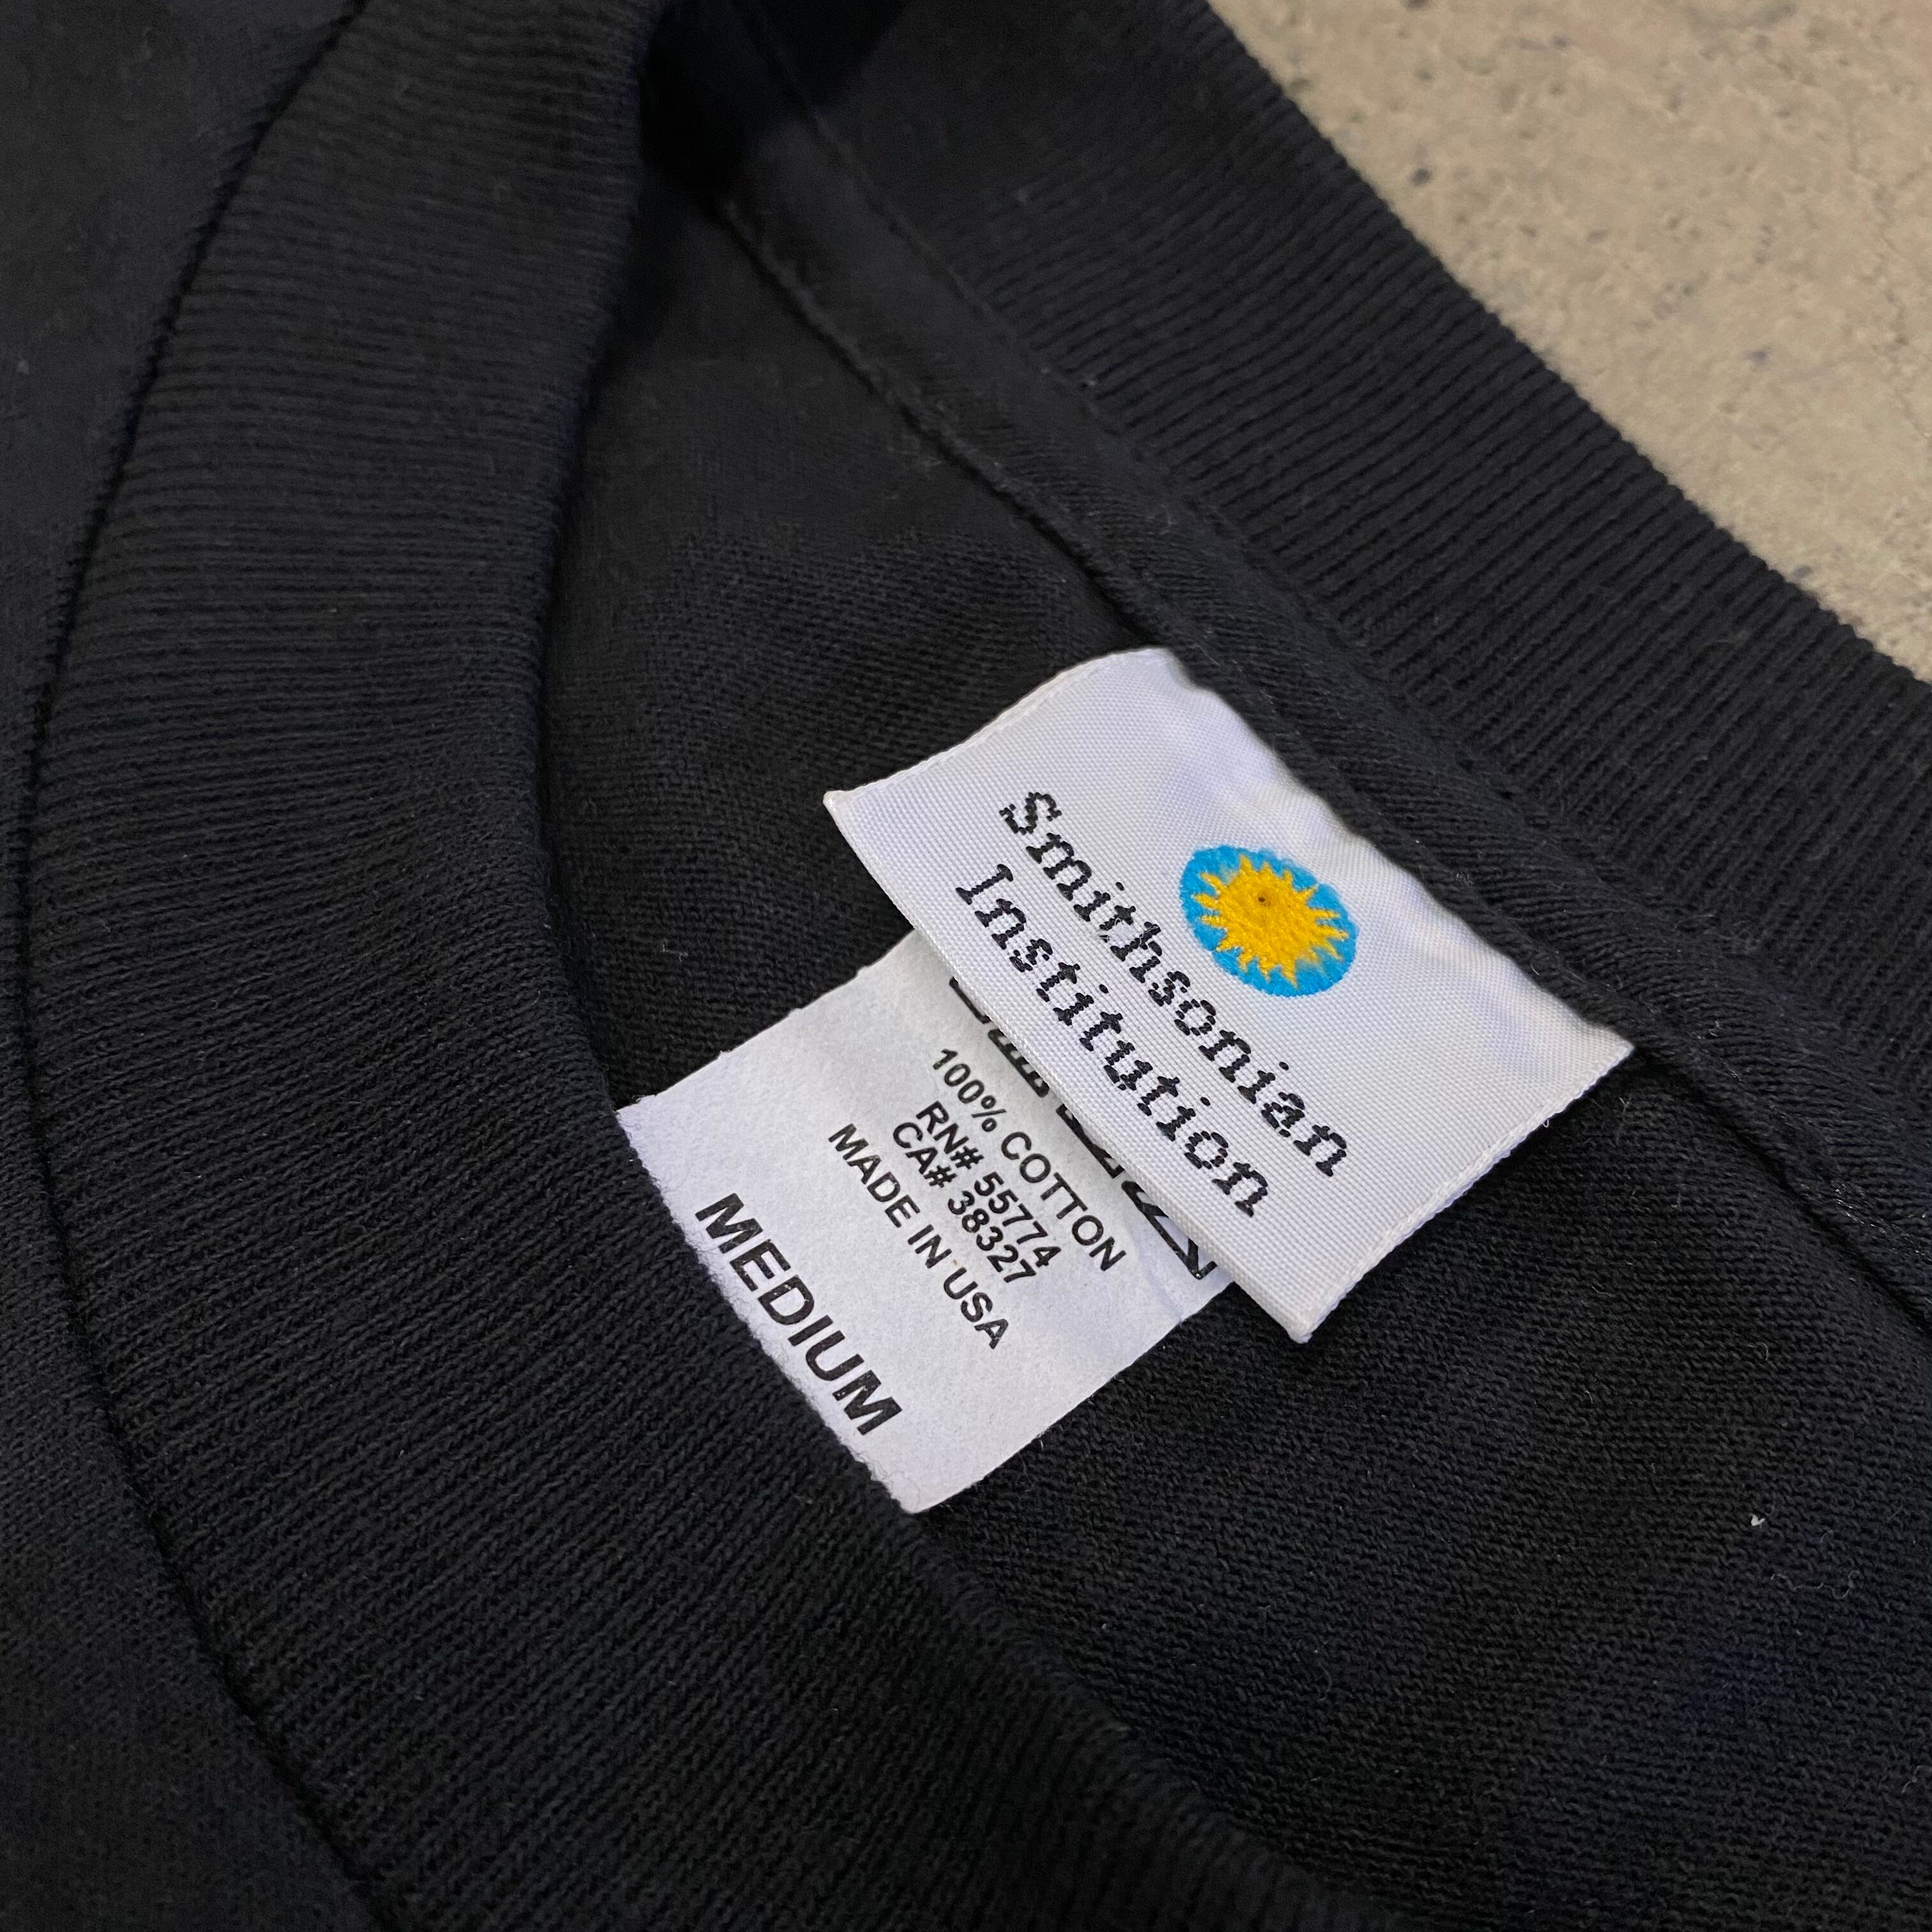 Smithsonian
Institution
100% COTTON
RN# 55774
CA# 38327
MADE IN USA
MEDIUM